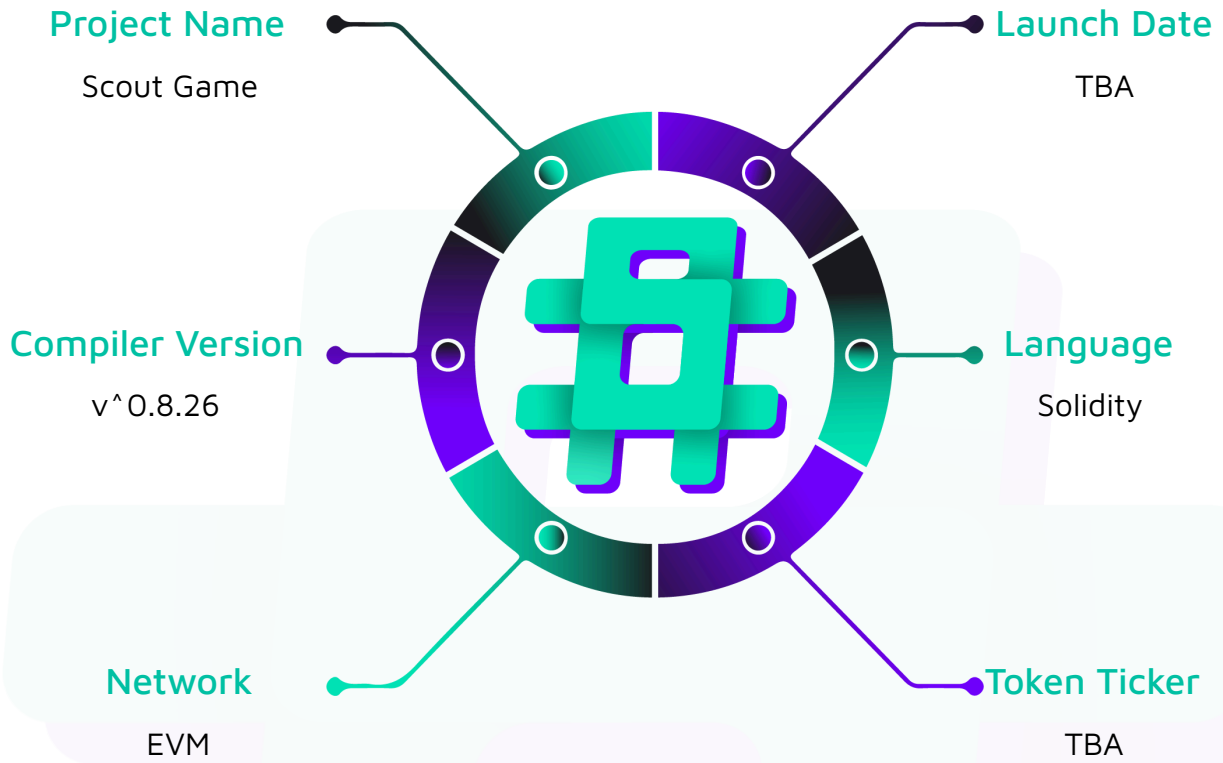 Project Name
Scout Game
Launch Date
TBA
Compiler Version
v^0.8.26
Language
Solidity
Network
EVM
Token Ticker
TBA